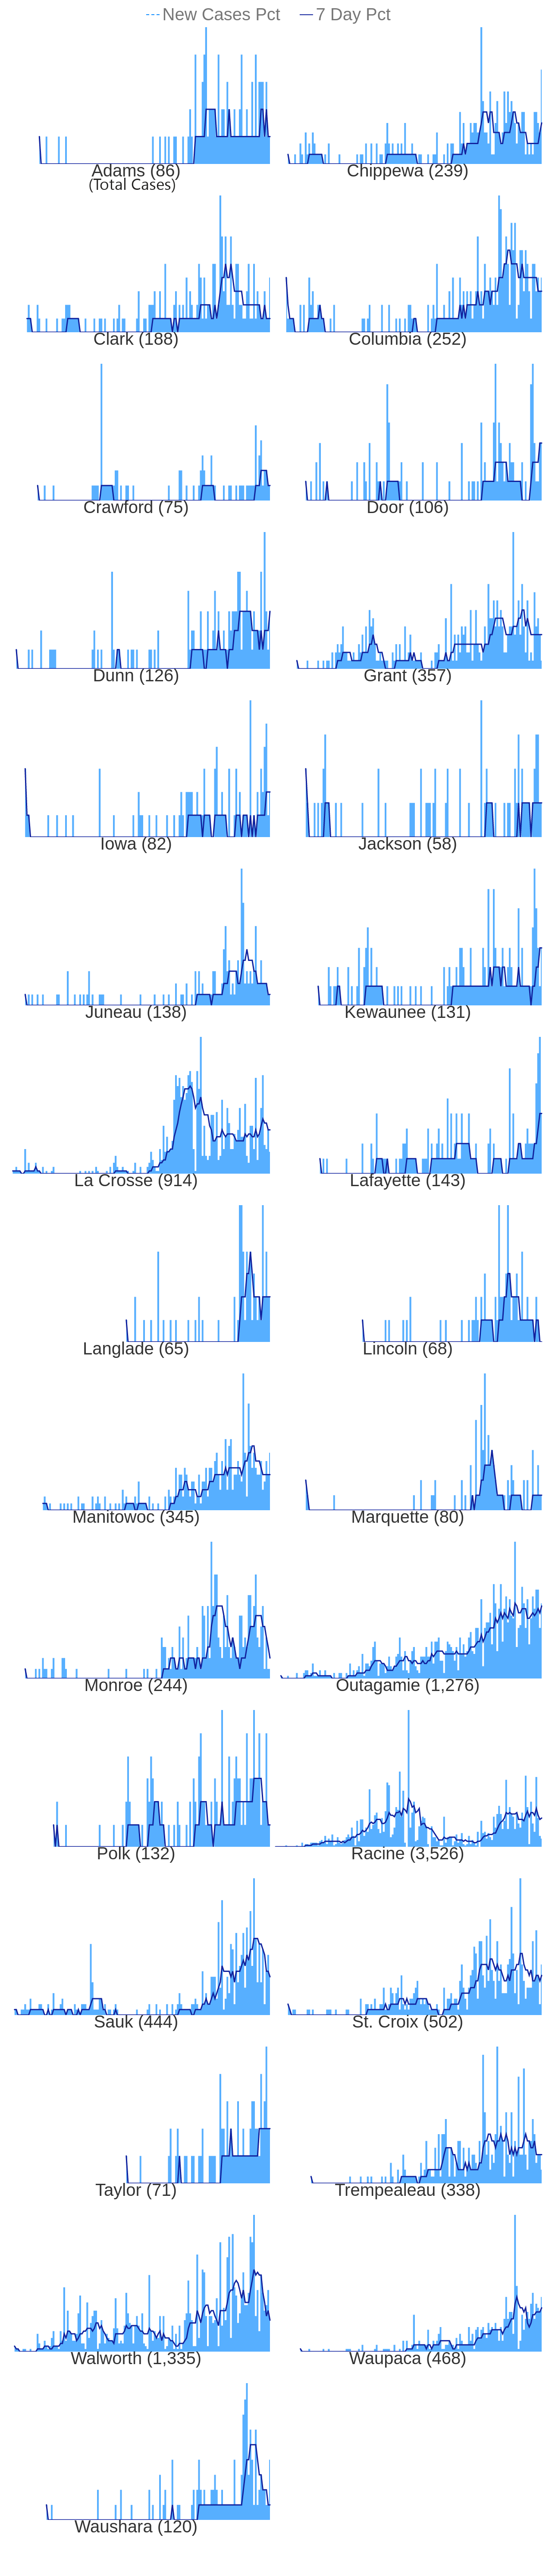 New Cases Pct 7 Day Pct
Adams (86) Chippewa (239)
(Total Cases)
Clark (188) Columbia (252)
Crawford (75) Door (106)
Dunn (126) Grant (357)
Iowa (82) Jackson (58)
Juneau (138) Kewaunee (131)
La Crosse (914) Lafayette (143)
Langlade (65) Lincoln (68)
Manitowoc (345) Marquette (80)
Monroe (244) Outagamie (1,276)
Polk (132) Racine (3,526)
Sauk (444) St. Croix (502)
Taylor (71) Trempealeau (338)
Walworth (1,335) Waupaca (468)
Waushara (120)